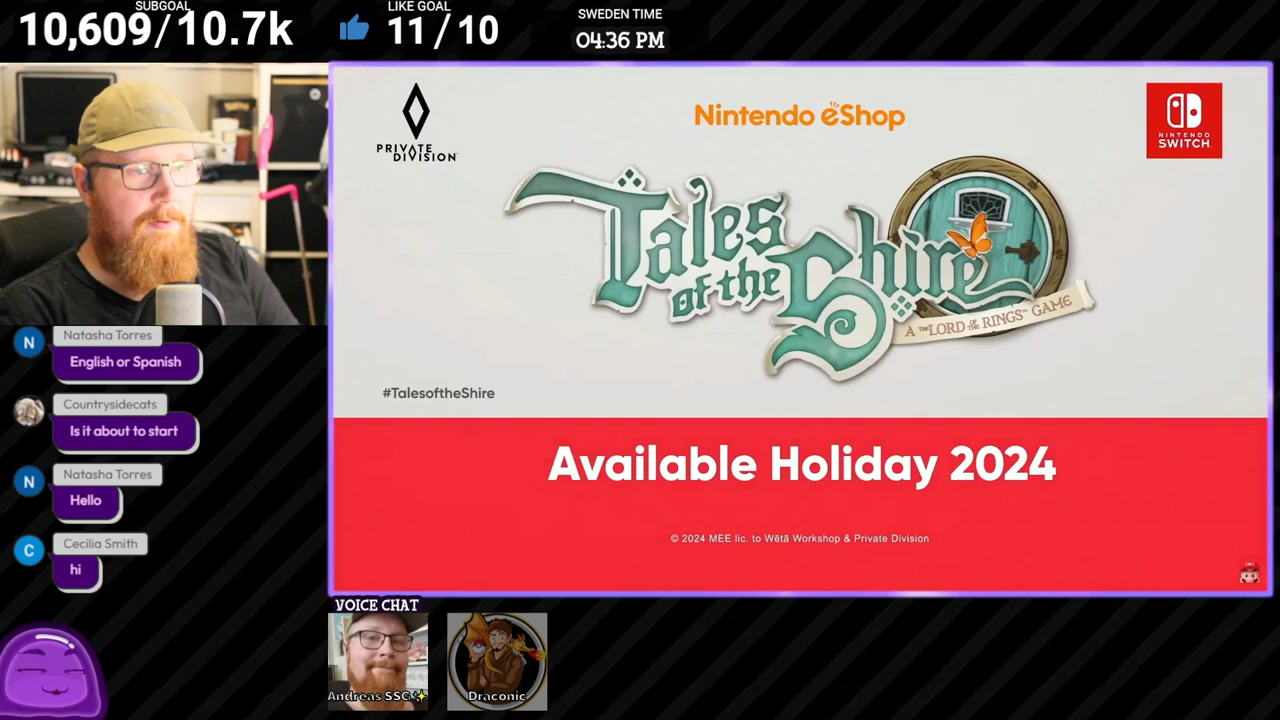 SUBGOAL
10,609/10.7k
LIKE GOAL
11/10
SWEDEN TIME
04:36 PM
PRIVATE
DIVISION
Nintendo eShop
NINTENDO
SWITCH
Tales
of the Shire
A THE LORD OF THE RINGS™ GAME
#TalesoftheShire
Available Holiday 2024
© 2024 MEE lic. to Wētā Workshop & Private Division
N
Natasha Torres
English or Spanish
Countrysidecats
Is it about to start
N
Natasha Torres
Hello
C
Cecilia Smith
hi
VOICE CHAT
Andreas SSG✨
Draconic